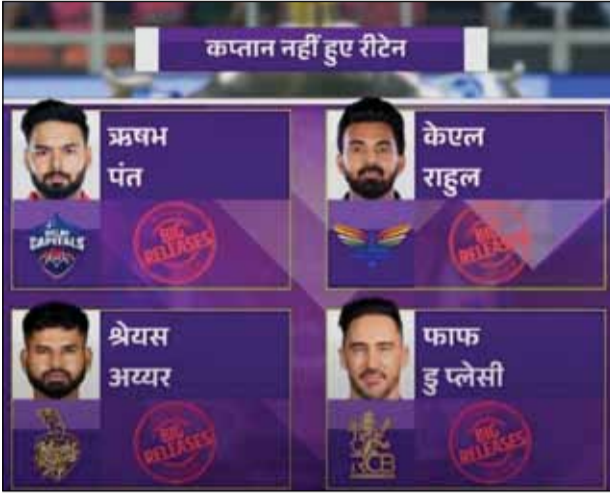 कप्तान नहीं हुए रीटेन
ऋषभ
पंत
DELHI
CAPITALS
BIG
RELEASES
केएल
राहुल
BIG
RELEASES
श्रेयस
अय्यर
BIG
RELEASES
फाफ
डु प्लेसी
RCB
BIG
RELEASES